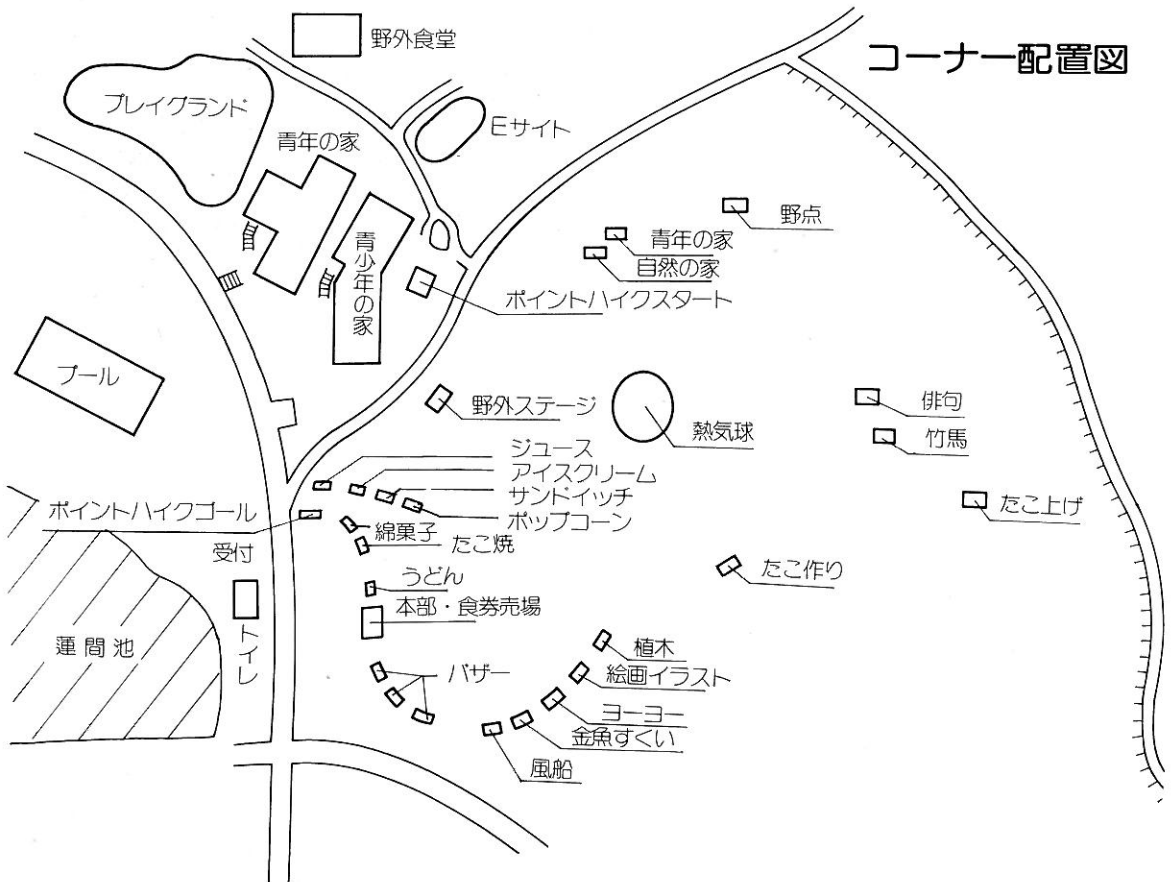 コーナー配置図
野外食堂
プレイグランド
青年の家
Eサイト
青少年の家
野点
青年の家
自然の家
ポイントハイクスタート
プール
野外ステージ
熱気球
俳句
竹馬
ジュース
アイスクリーム
サンドイッチ
ポップコーン
ポイントハイクゴール
綿菓子
たこ焼
たこ上げ
受付
うどん
たこ作り
本部・食券売場
トイレ
蓮間池
植木
バザー
絵画イラスト
ヨーヨー
金魚すくい
風船